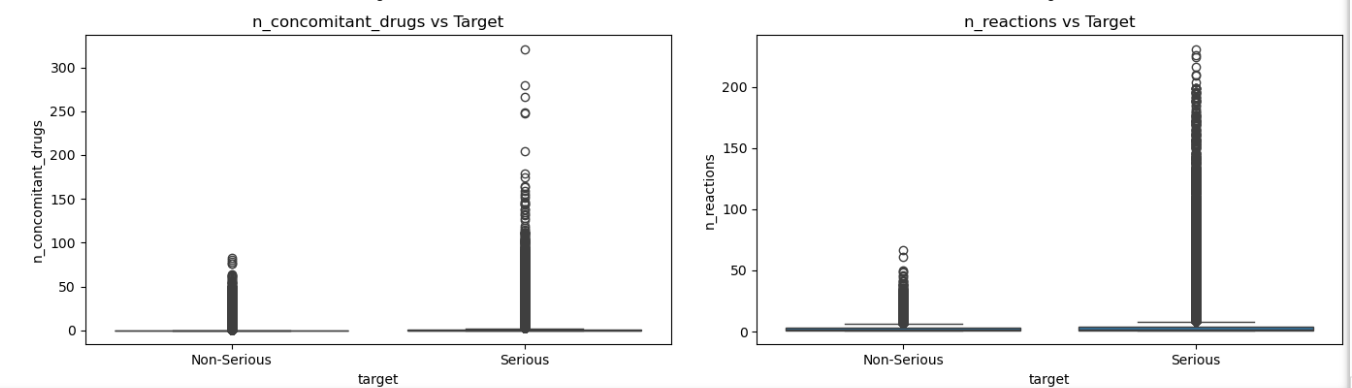 n_concomitant_drugs vs Target
n_concomitant_drugs
300
250
200
150
100
50
0
Non-Serious Serious
target
n_reactions vs Target
n_reactions
200
150
100
50
0
Non-Serious Serious
target